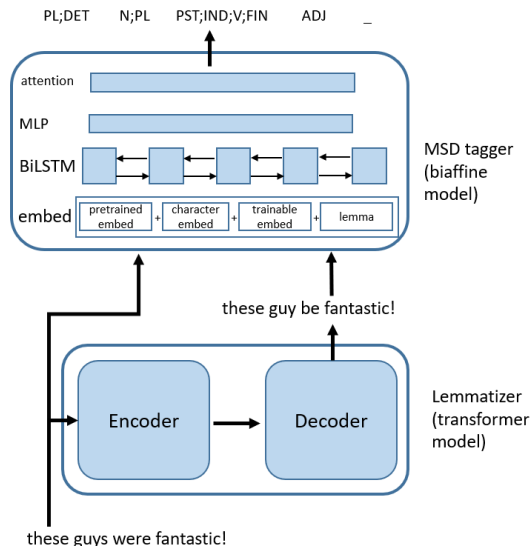 PL;DET N;PL PST;IND;V;FIN ADJ _
attention
MLP
BiLSTM
MSD tagger
(biaffine
model)
embed
pretrained
embed
+
character
embed
+
trainable
embed
+
lemma
these guy be fantastic!
Encoder
Decoder
Lemmatizer
(transformer
model)
these guys were fantastic!